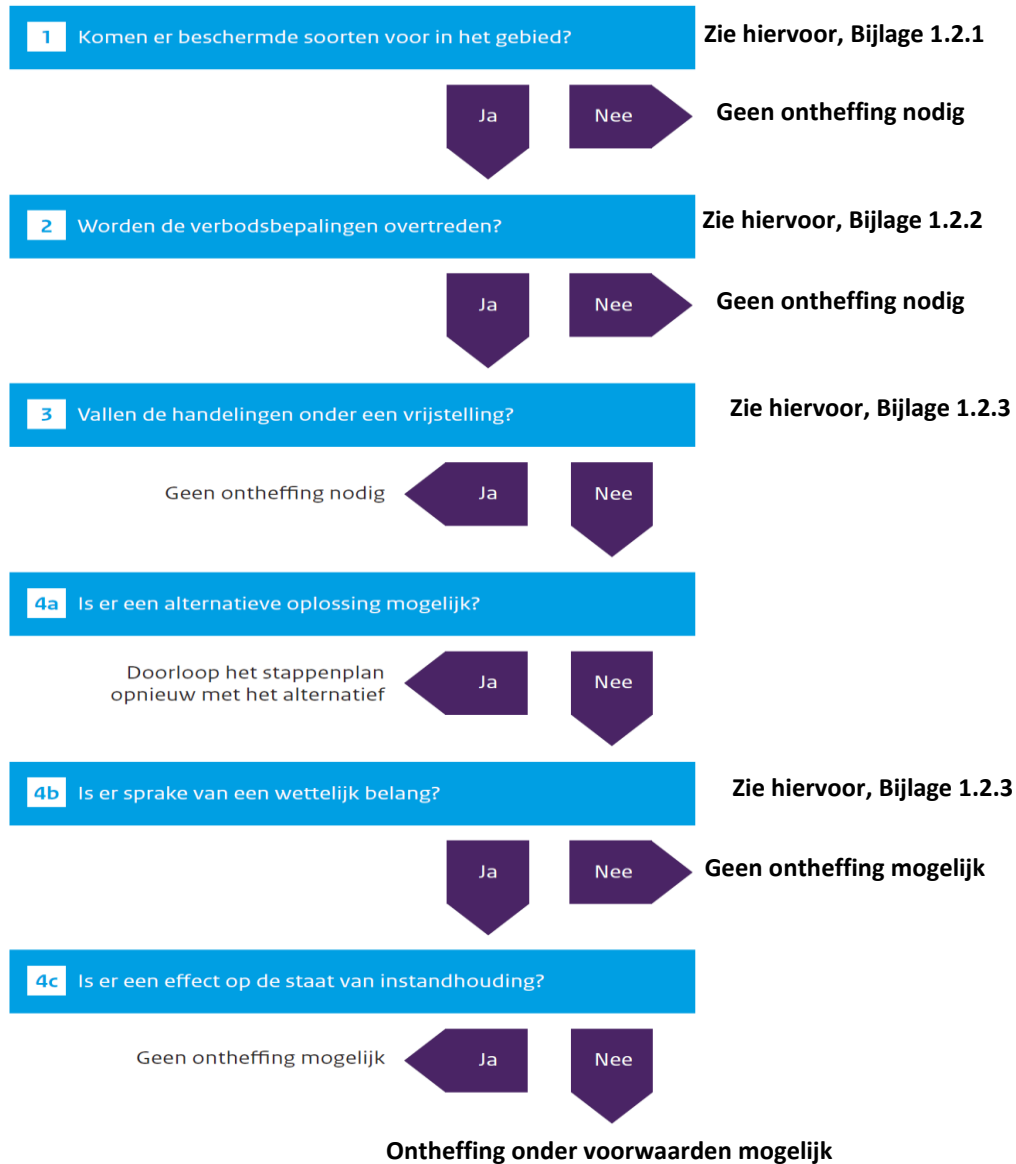 1 Komen er beschermde soorten voor in het gebied? Zie hiervoor, Bijlage 1.2.1
Ja Nee Geen ontheffing nodig
2 Worden de verbodsbepalingen overtreden? Zie hiervoor, Bijlage 1.2.2
Ja Nee Geen ontheffing nodig
3 Vallen de handelingen onder een vrijstelling? Zie hiervoor, Bijlage 1.2.3
Geen ontheffing nodig Ja Nee
4a Is er een alternatieve oplossing mogelijk?
Doorloop het stappenplan
opnieuw met het alternatief Ja Nee
4b Is er sprake van een wettelijk belang? Zie hiervoor, Bijlage 1.2.3
Ja Nee Geen ontheffing mogelijk
4c Is er een effect op de staat van instandhouding?
Geen ontheffing mogelijk Ja Nee
Ontheffing onder voorwaarden mogelijk